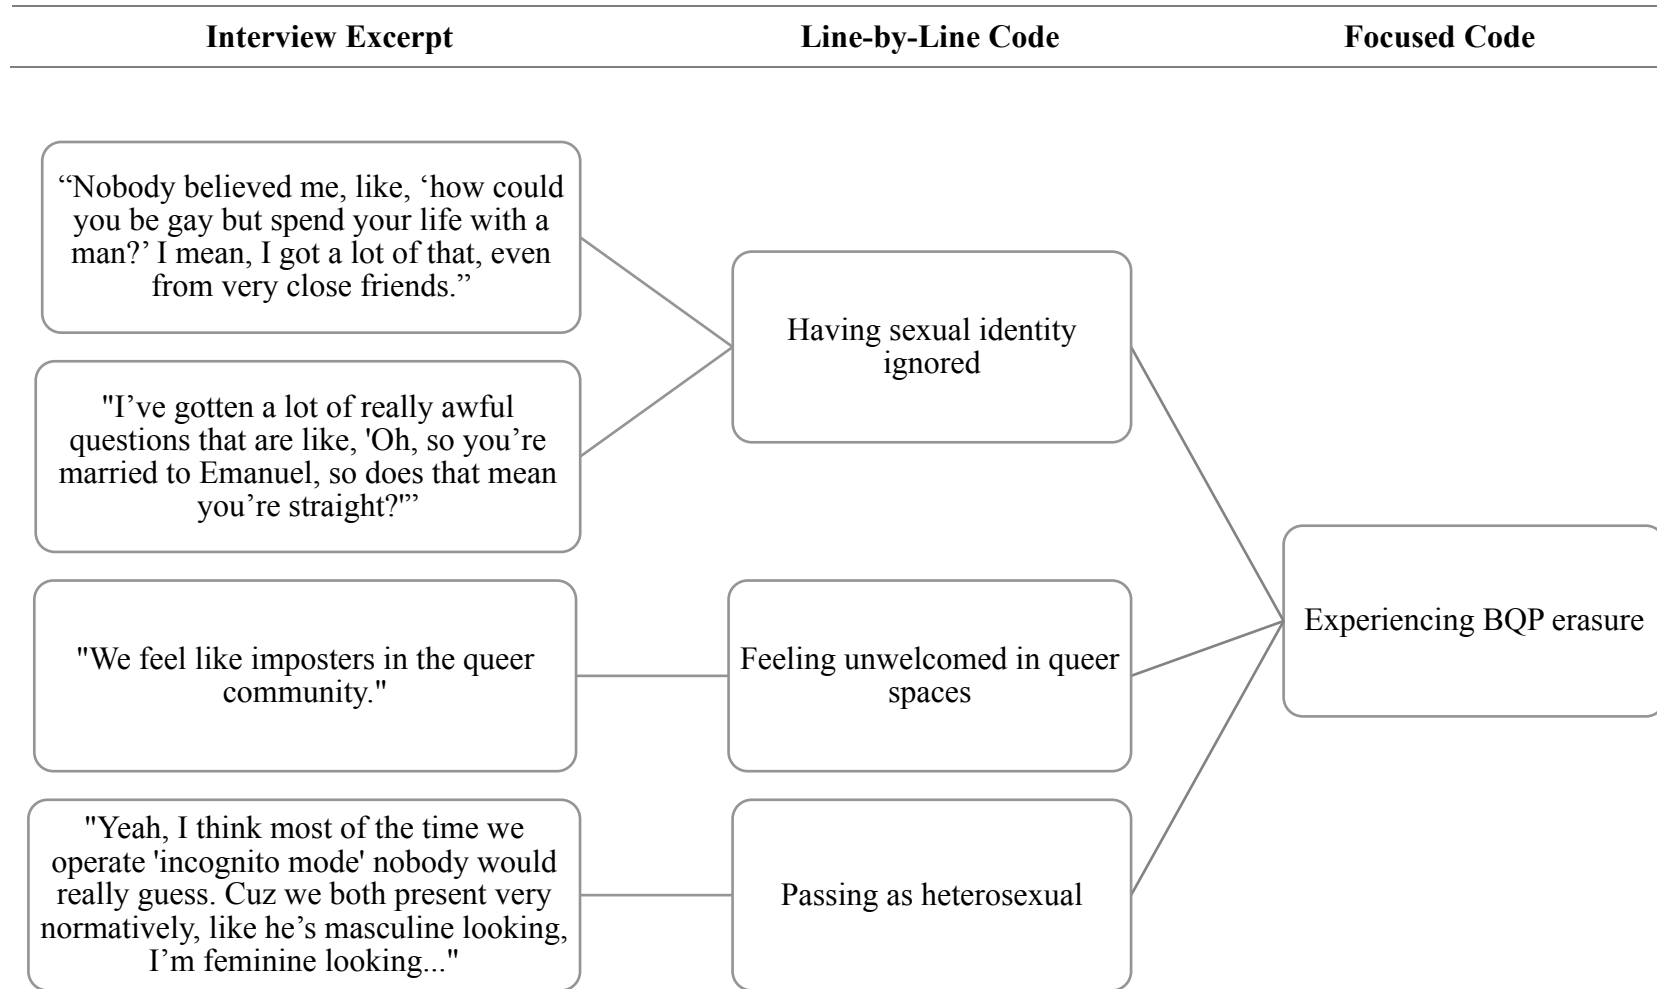 Interview Excerpt
Line-by-Line Code
Focused Code
“Nobody believed me, like, ‘how could
you be gay but spend your life with a
man?’ I mean, I got a lot of that, even
from very close friends.”
"I’ve gotten a lot of really awful
questions that are like, 'Oh, so you’re
married to Emanuel, so does that mean
you’re straight?'”
"We feel like imposters in the queer
community."
"Yeah, I think most of the time we
operate 'incognito mode' nobody would
really guess. Cuz we both present very
normatively, like he’s masculine looking,
I’m feminine looking..."
Having sexual identity
ignored
Feeling unwelcomed in queer
spaces
Passing as heterosexual
Experiencing BQP erasure